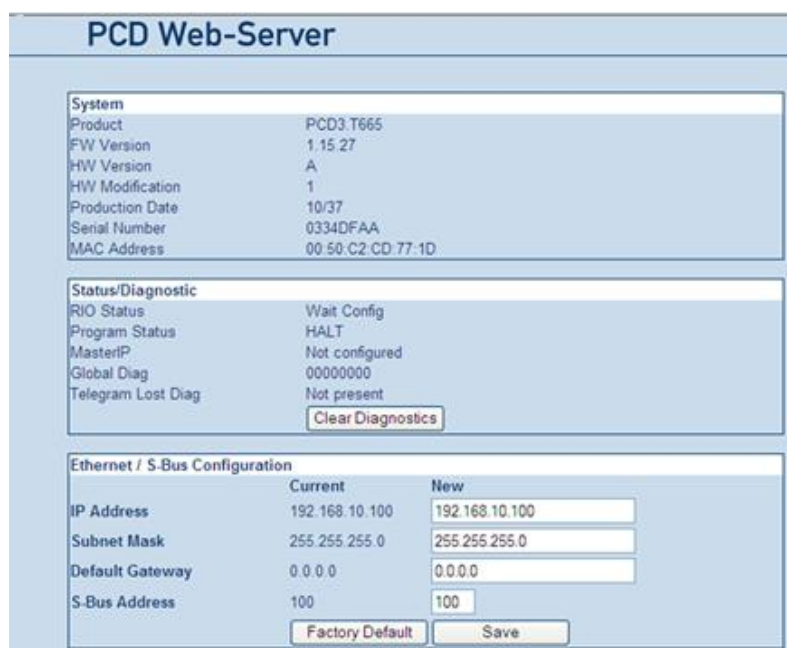 PCD Web-Server
System
Product PCD3.T665
FW Version 1.15.27
HW Version A
HW Modification 1
Production Date 10/37
Serial Number 0334DFAA
MAC Address 00:50:C2:CD:77:1D
Status/Diagnostic
RIO Status Wait Config
Program Status HALT
MasterIP Not configured
Global Diag 00000000
Telegram Lost Diag Not present
Clear Diagnostics
Ethernet / S-Bus Configuration
Current New
IP Address 192.168.10.100 192.168.10.100
Subnet Mask 255.255.255.0 255.255.255.0
Default Gateway 0.0.0.0 0.0.0.0
S-Bus Address 100 100
Factory Default Save